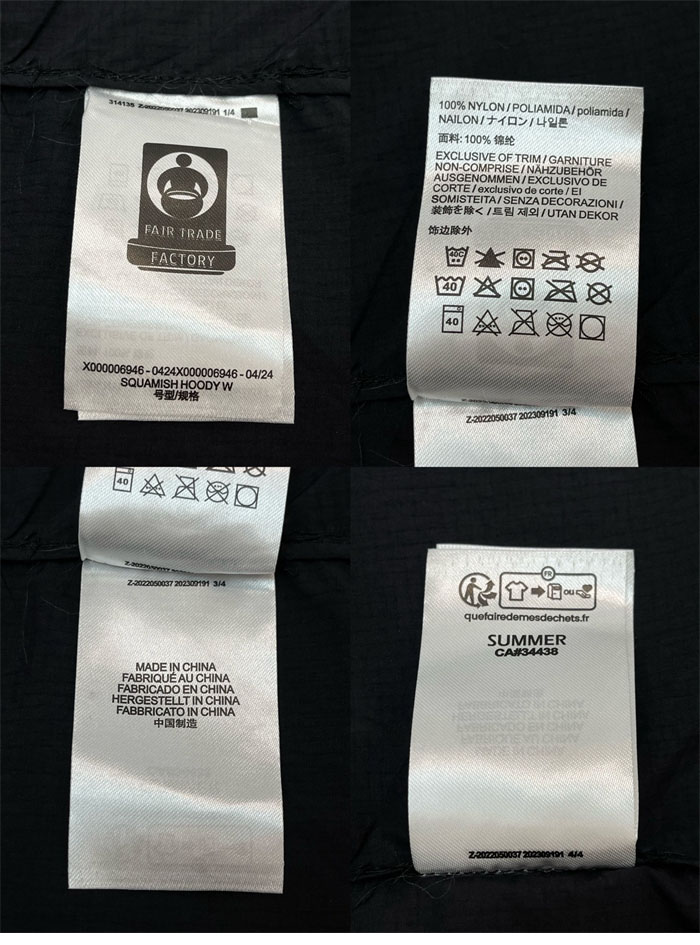 314135 Z-2022050037 202309191 1/4
FAIR TRADE
FACTORY
X000006946 - 0424X000006946 - 04/24
SQUAMISH HOODY W
号型/规格
100% NYLON / POLIAMIDA / poliamida /
NAILON / ナイロン / 나일론
面料: 100% 锦纶
EXCLUSIVE OF TRIM / GARNITURE
NON-COMPRISE / NÄHZUBEHÖR
AUSGENOMMEN / EXCLUSIVO DE
CORTE / exclusivo de corte / EI
SOMISTEITA / SENZA DECORAZIONI /
装飾を除く / 트림 제외 / UTAN DEKOR
饰边除外
40C
40
40
Z-2022050037 202309191 3/4
40
Z-2022050037 202309191 3/4
MADE IN CHINA
FABRIQUÉ AU CHINA
FABRICADO EN CHINA
HERGESTELLT IN CHINA
FABBRICATO IN CHINA
中国制造
FR
OU
quefairedemesdechets.fr
SUMMER
CA#34438
Z-2022050037 202309191 4/4